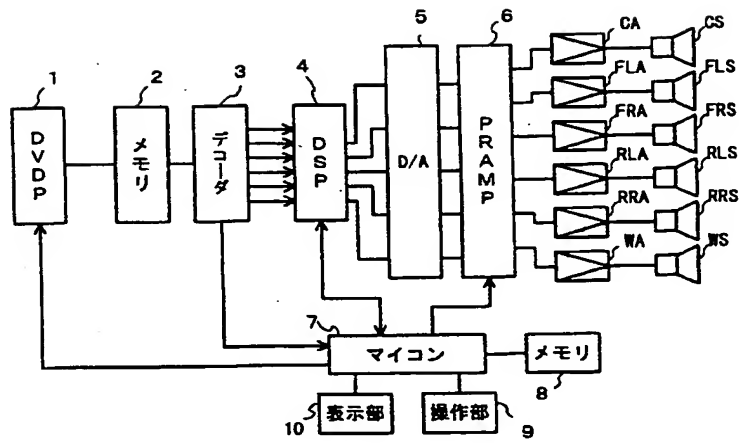 5
6
CA
CS
1
2
3
4
FLA
FLS
DVDP
メモリ
デコーダ
DSP
D/A
PRAMP
FRA
FRS
RLA
RLS
RRA
RRS
WA
WS
7
マイコン
メモリ
8
10
表示部
操作部
9